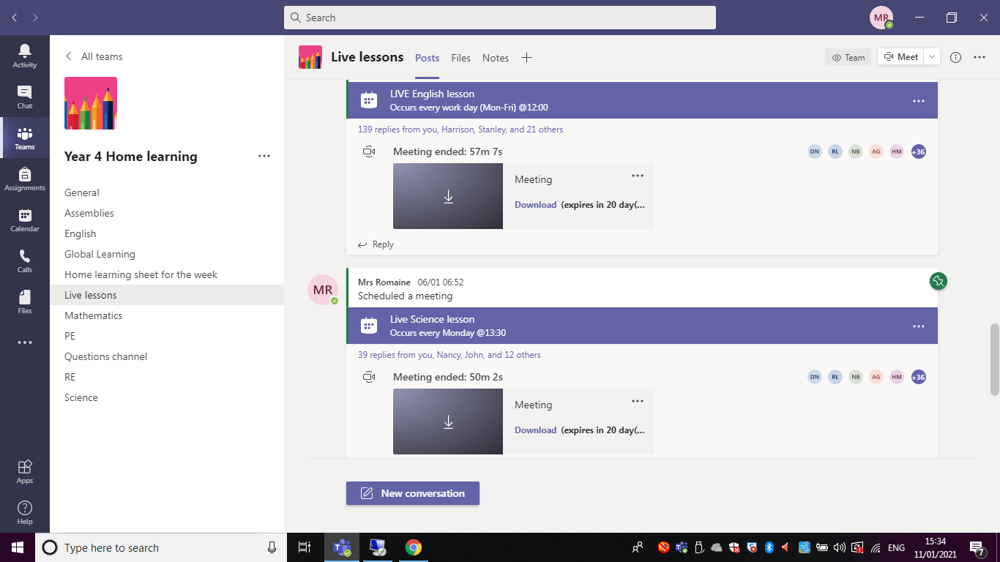 Search
MR
Activity
Chat
Teams
Assignments
Calendar
Calls
Files
Apps
Help
All teams
Year 4 Home learning
General
Assemblies
English
Global Learning
Home learning sheet for the week
Live lessons
Mathematics
PE
Questions channel
RE
Science
Live lessons
Posts
Files
Notes
Team
Meet
LIVE English lesson
Occurs every work day (Mon-Fri) @12:00
139 replies from you, Harrison, Stanley, and 21 others
Meeting ended: 57m 7s
DN RL NB AG HM +36
Meeting
Download (expires in 20 day(...
Reply
MR
Mrs Romaine 06/01 06:52
Scheduled a meeting
Live Science lesson
Occurs every Monday @13:30
39 replies from you, Nancy, John, and 12 others
Meeting ended: 50m 2s
DN RL NB AG HM +36
Meeting
Download (expires in 20 day(...
New conversation
Type here to search
ENG
15:34
11/01/2021
7